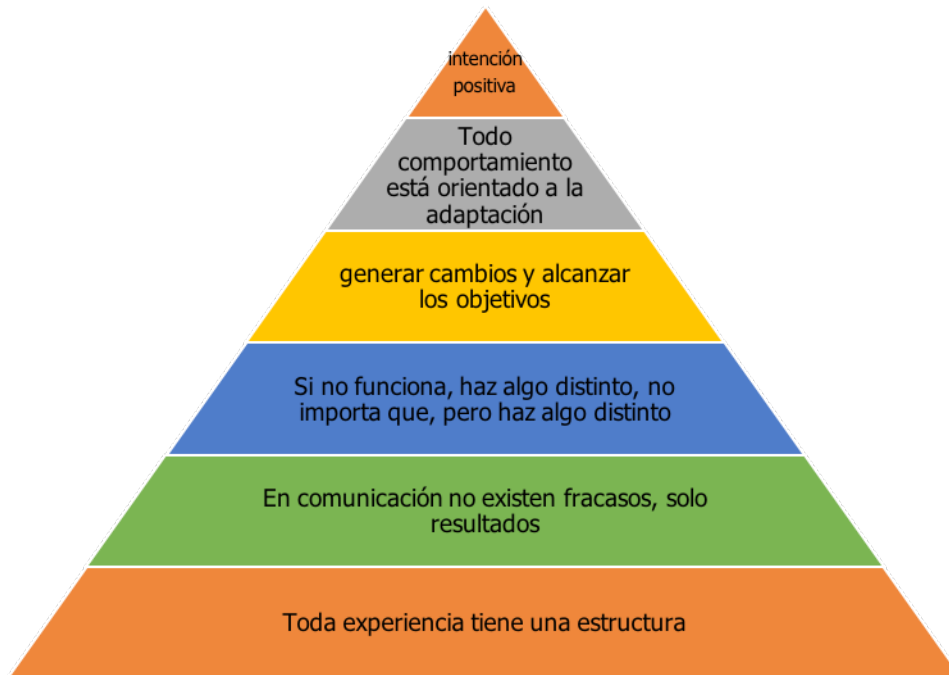 intención
positiva
Todo
comportamiento
está orientado a la
adaptación
generar cambios y alcanzar
los objetivos
Si no funciona, haz algo distinto, no
importa que, pero haz algo distinto
En comunicación no existen fracasos, solo
resultados
Toda experiencia tiene una estructura